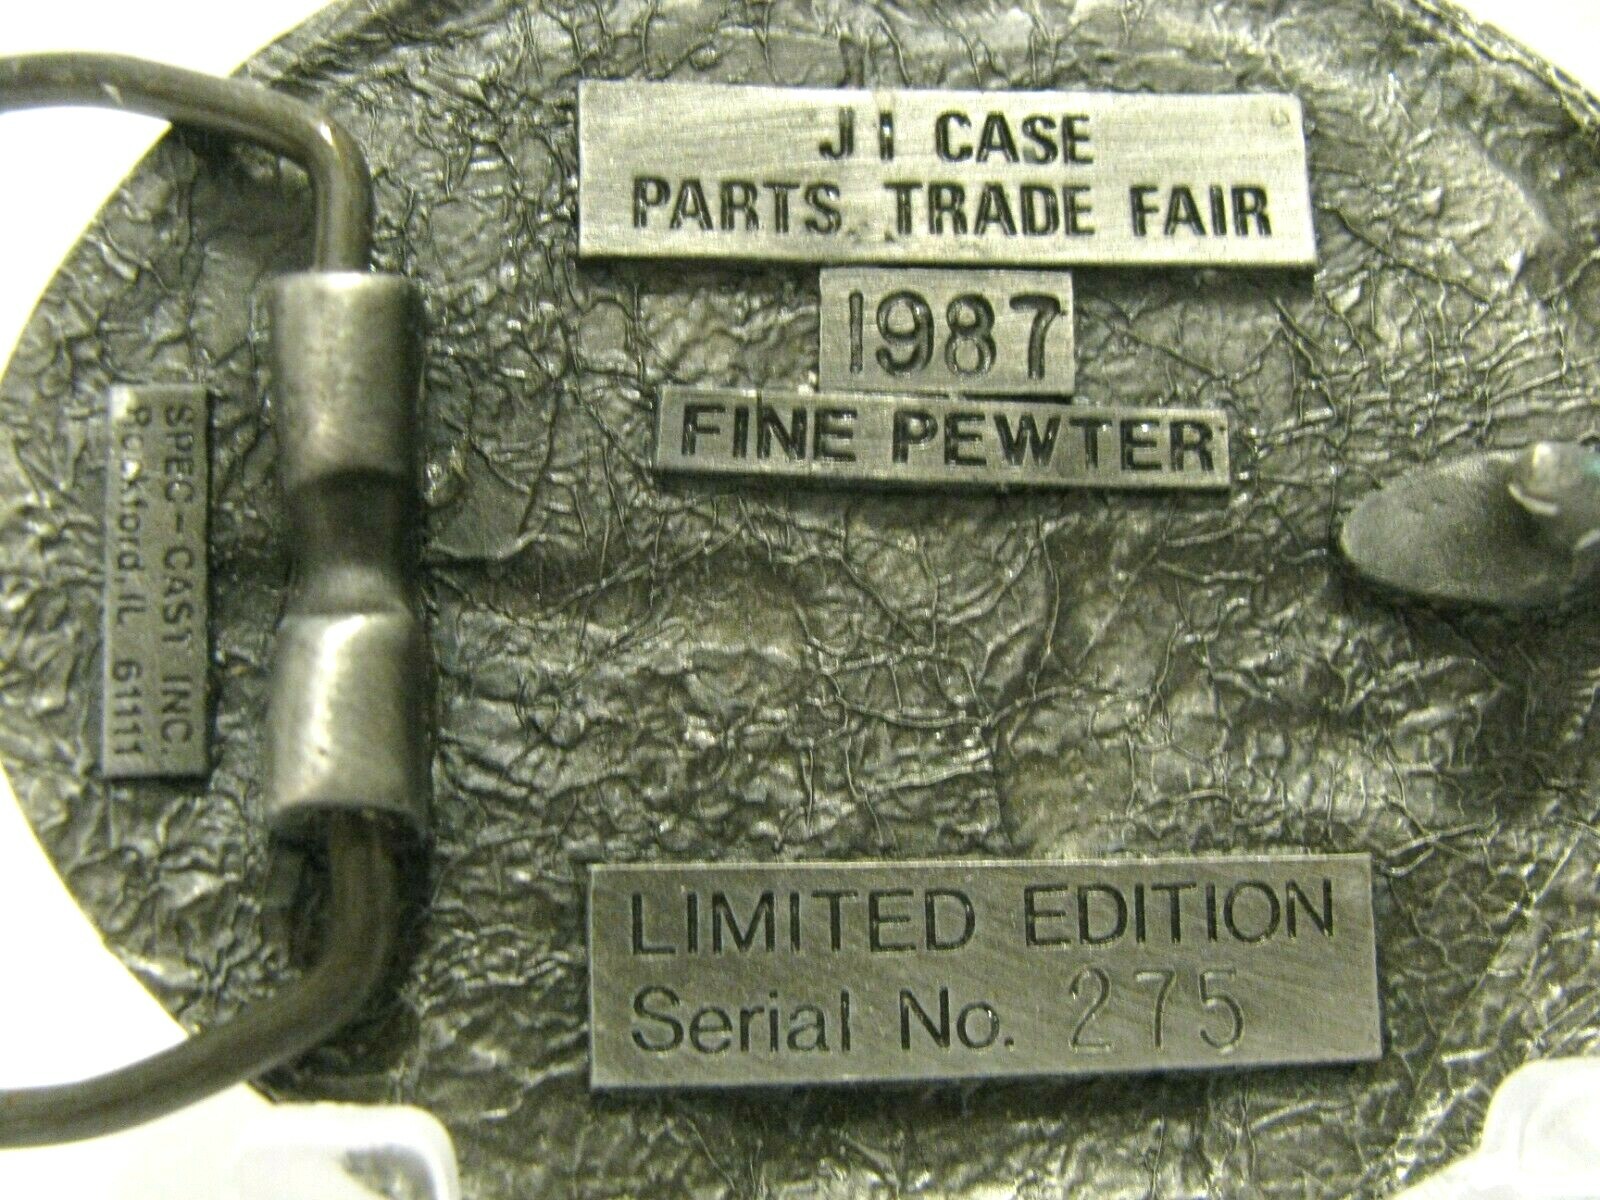 J I CASE
PARTS TRADE FAIR
1987
FINE PEWTER
SPEC-CAST INC.
Rockford, IL 61111
LIMITED EDITION
Serial No. 275